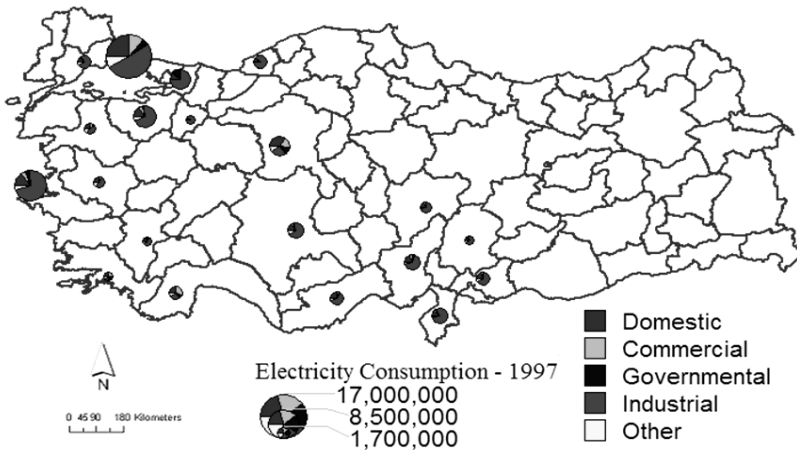 Domestic
Commercial
Governmental
Industrial
Other
Electricity Consumption - 1997
17,000,000
8,500,000
1,700,000
N
0 45 90 180 Kilometers